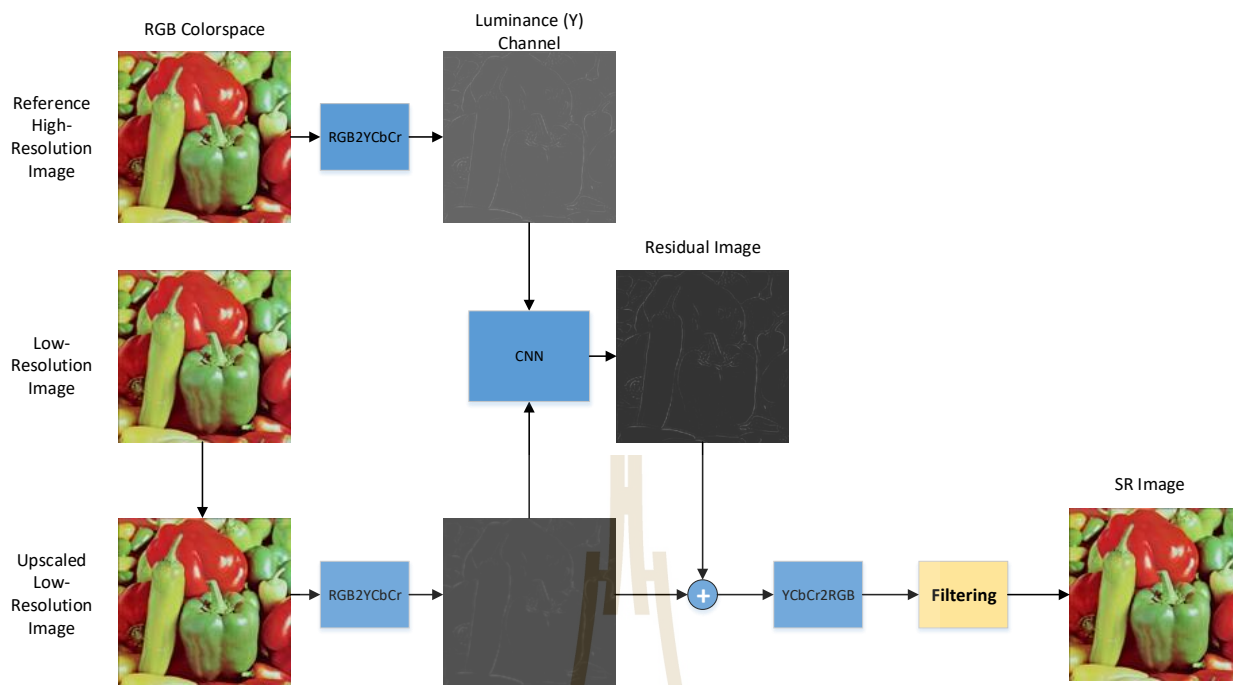 RGB Colorspace
Luminance (Y)
Channel
Reference
High-
Resolution
Image
RGB2YCbCr
Residual Image
Low-
Resolution
Image
CNN
SR Image
Upscaled
Low-
Resolution
Image
RGB2YCbCr
+
YCbCr2RGB
Filtering